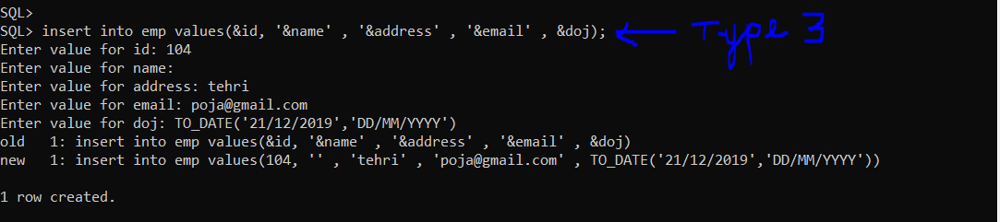 SQL>
SQL> insert into emp values(&id, '&name' , '&address' , '&email' , &doj); ← Type 3
Enter value for id: 104
Enter value for name:
Enter value for address: tehri
Enter value for email: poja@gmail.com
Enter value for doj: TO_DATE('21/12/2019','DD/MM/YYYY')
old   1: insert into emp values(&id, '&name' , '&address' , '&email' , &doj)
new   1: insert into emp values(104, '' , 'tehri' , 'poja@gmail.com' , TO_DATE('21/12/2019','DD/MM/YYYY'))
1 row created.